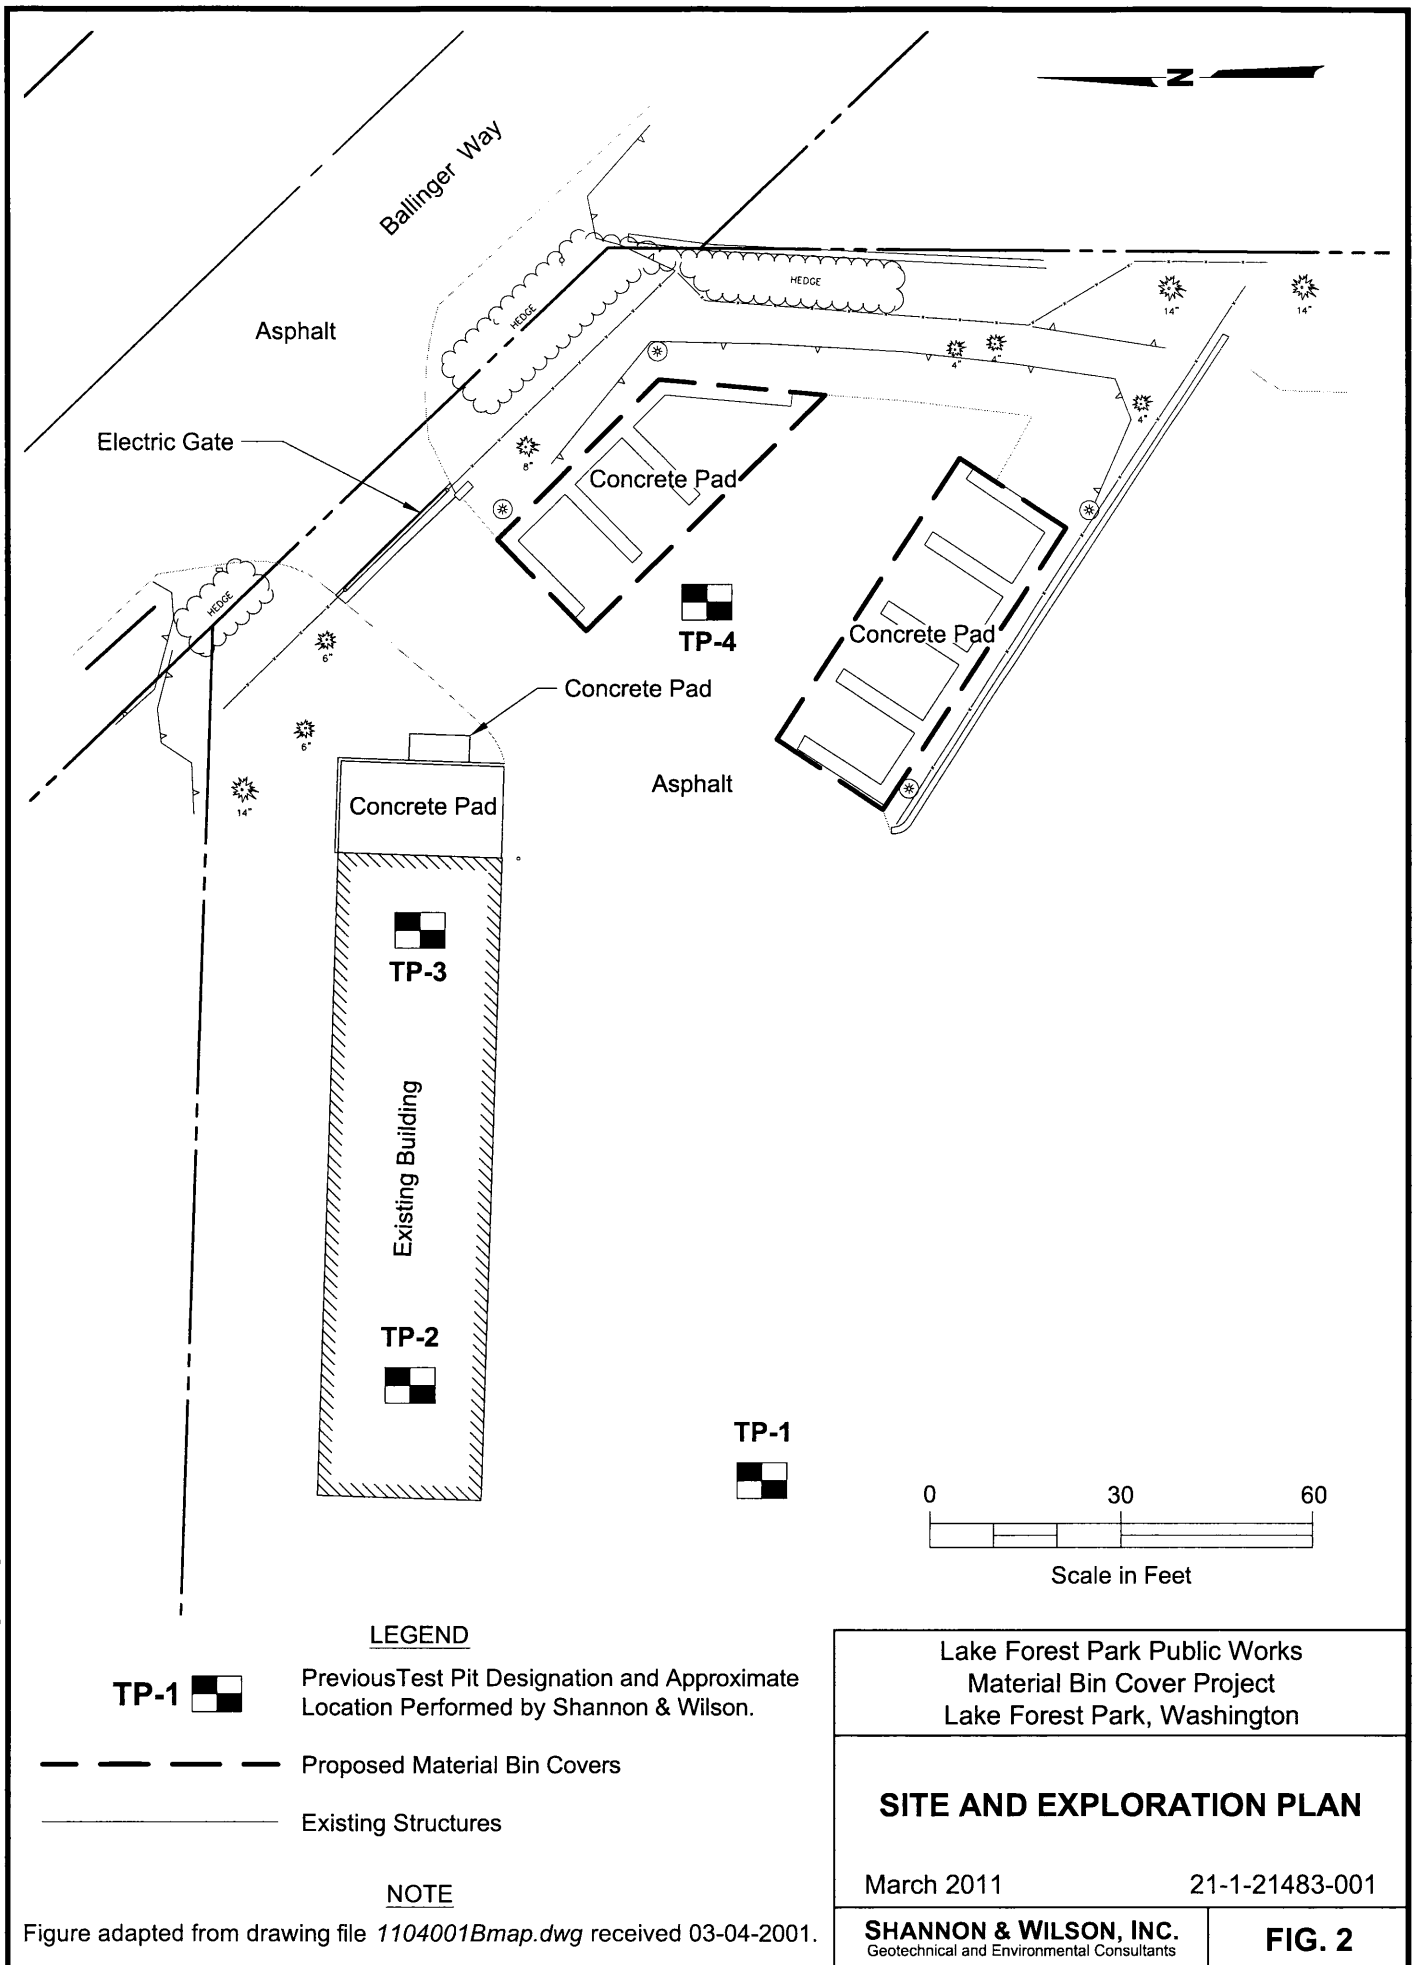 N
Ballinger Way
Asphalt
HEDGE
HEDGE
14"
14"
4"
4"
4"
Electric Gate
8"
Concrete Pad
HEDGE
TP-4
Concrete Pad
6"
Concrete Pad
6"
Asphalt
14"
Concrete Pad
TP-3
Existing Building
TP-2
TP-1
0 30 60
Scale in Feet
LEGEND
TP-1 PreviousTest Pit Designation and Approximate
Location Performed by Shannon & Wilson.
Proposed Material Bin Covers
Existing Structures
NOTE
Figure adapted from drawing file 1104001Bmap.dwg received 03-04-2001.
Lake Forest Park Public Works
Material Bin Cover Project
Lake Forest Park, Washington
SITE AND EXPLORATION PLAN
March 2011 21-1-21483-001
SHANNON & WILSON, INC.
Geotechnical and Environmental Consultants
FIG. 2